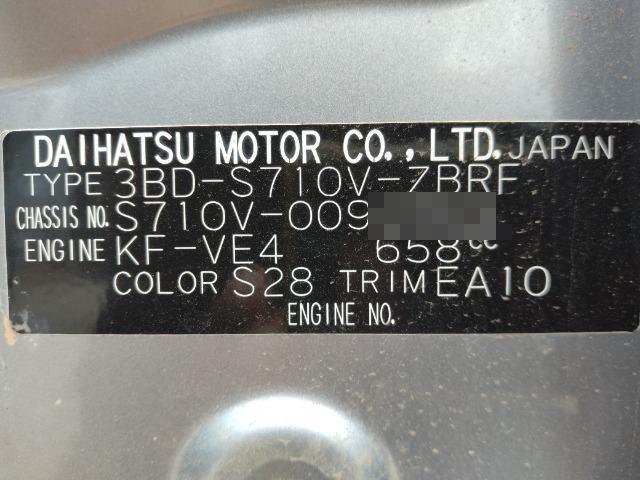 DAIHATSU MOTOR CO., LTD. JAPAN
TYPE 3BD-S710V-ZBRF
CHASSIS NO. S710V-009
ENGINE KF-VE4 658cc
COLOR S28 TRIM EA10
ENGINE NO.